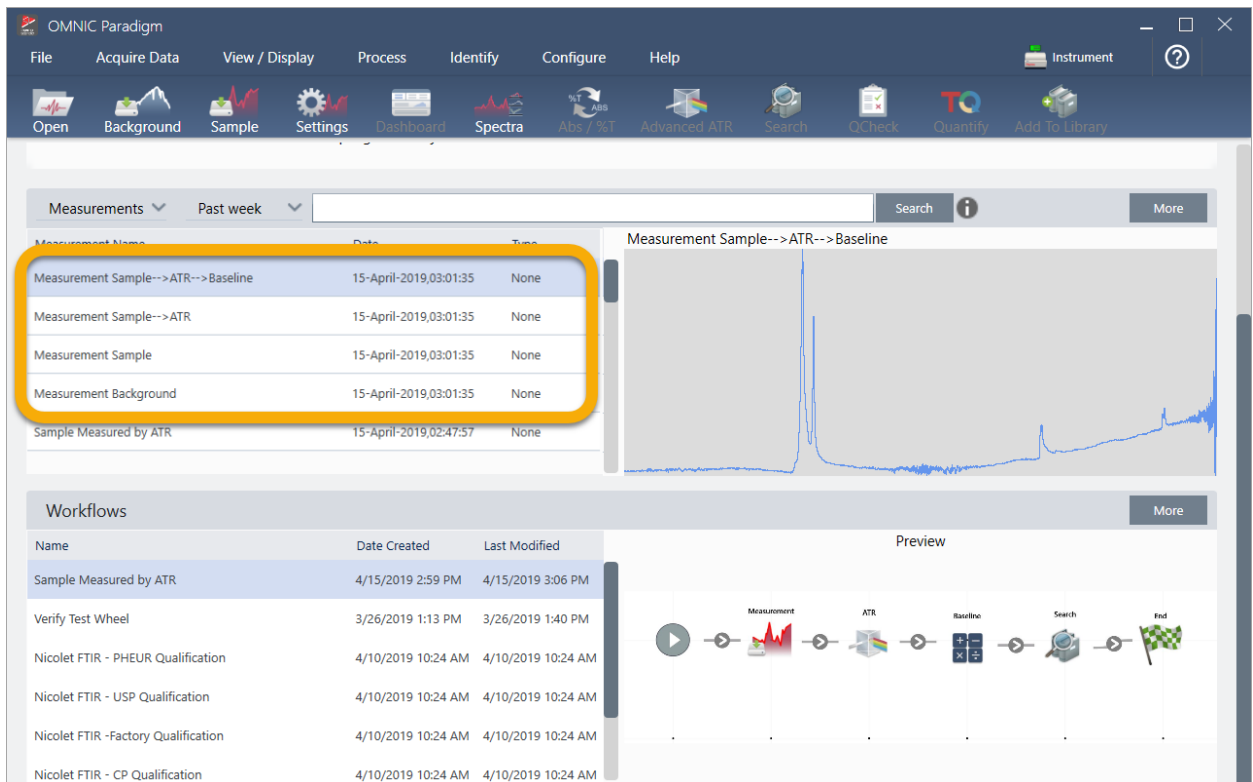 OMNIC Paradigm
File Acquire Data View / Display Process Identify Configure Help Instrument
%T ABS
TQ
Open Background Sample Settings Dashboard Spectra Abs / %T Advanced ATR Search QCheck Quantify Add To Library
Measurements Past week Search More
Measurement Name Date Type
Measurement Sample-->ATR-->Baseline
Measurement Sample-->ATR-->Baseline 15-April-2019,03:01:35 None
Measurement Sample-->ATR 15-April-2019,03:01:35 None
Measurement Sample 15-April-2019,03:01:35 None
Measurement Background 15-April-2019,03:01:35 None
Sample Measured by ATR 15-April-2019,02:47:57 None
Workflows More
Name Date Created Last Modified
Sample Measured by ATR 4/15/2019 2:59 PM 4/15/2019 3:06 PM
Verify Test Wheel 3/26/2019 1:13 PM 3/26/2019 1:40 PM
Nicolet FTIR - PHEUR Qualification 4/10/2019 10:24 AM 4/10/2019 10:24 AM
Nicolet FTIR - USP Qualification 4/10/2019 10:24 AM 4/10/2019 10:24 AM
Nicolet FTIR -Factory Qualification 4/10/2019 10:24 AM 4/10/2019 10:24 AM
Nicolet FTIR - CP Qualification 4/10/2019 10:24 AM 4/10/2019 10:24 AM
Preview
Measurement ATR Baseline Search End